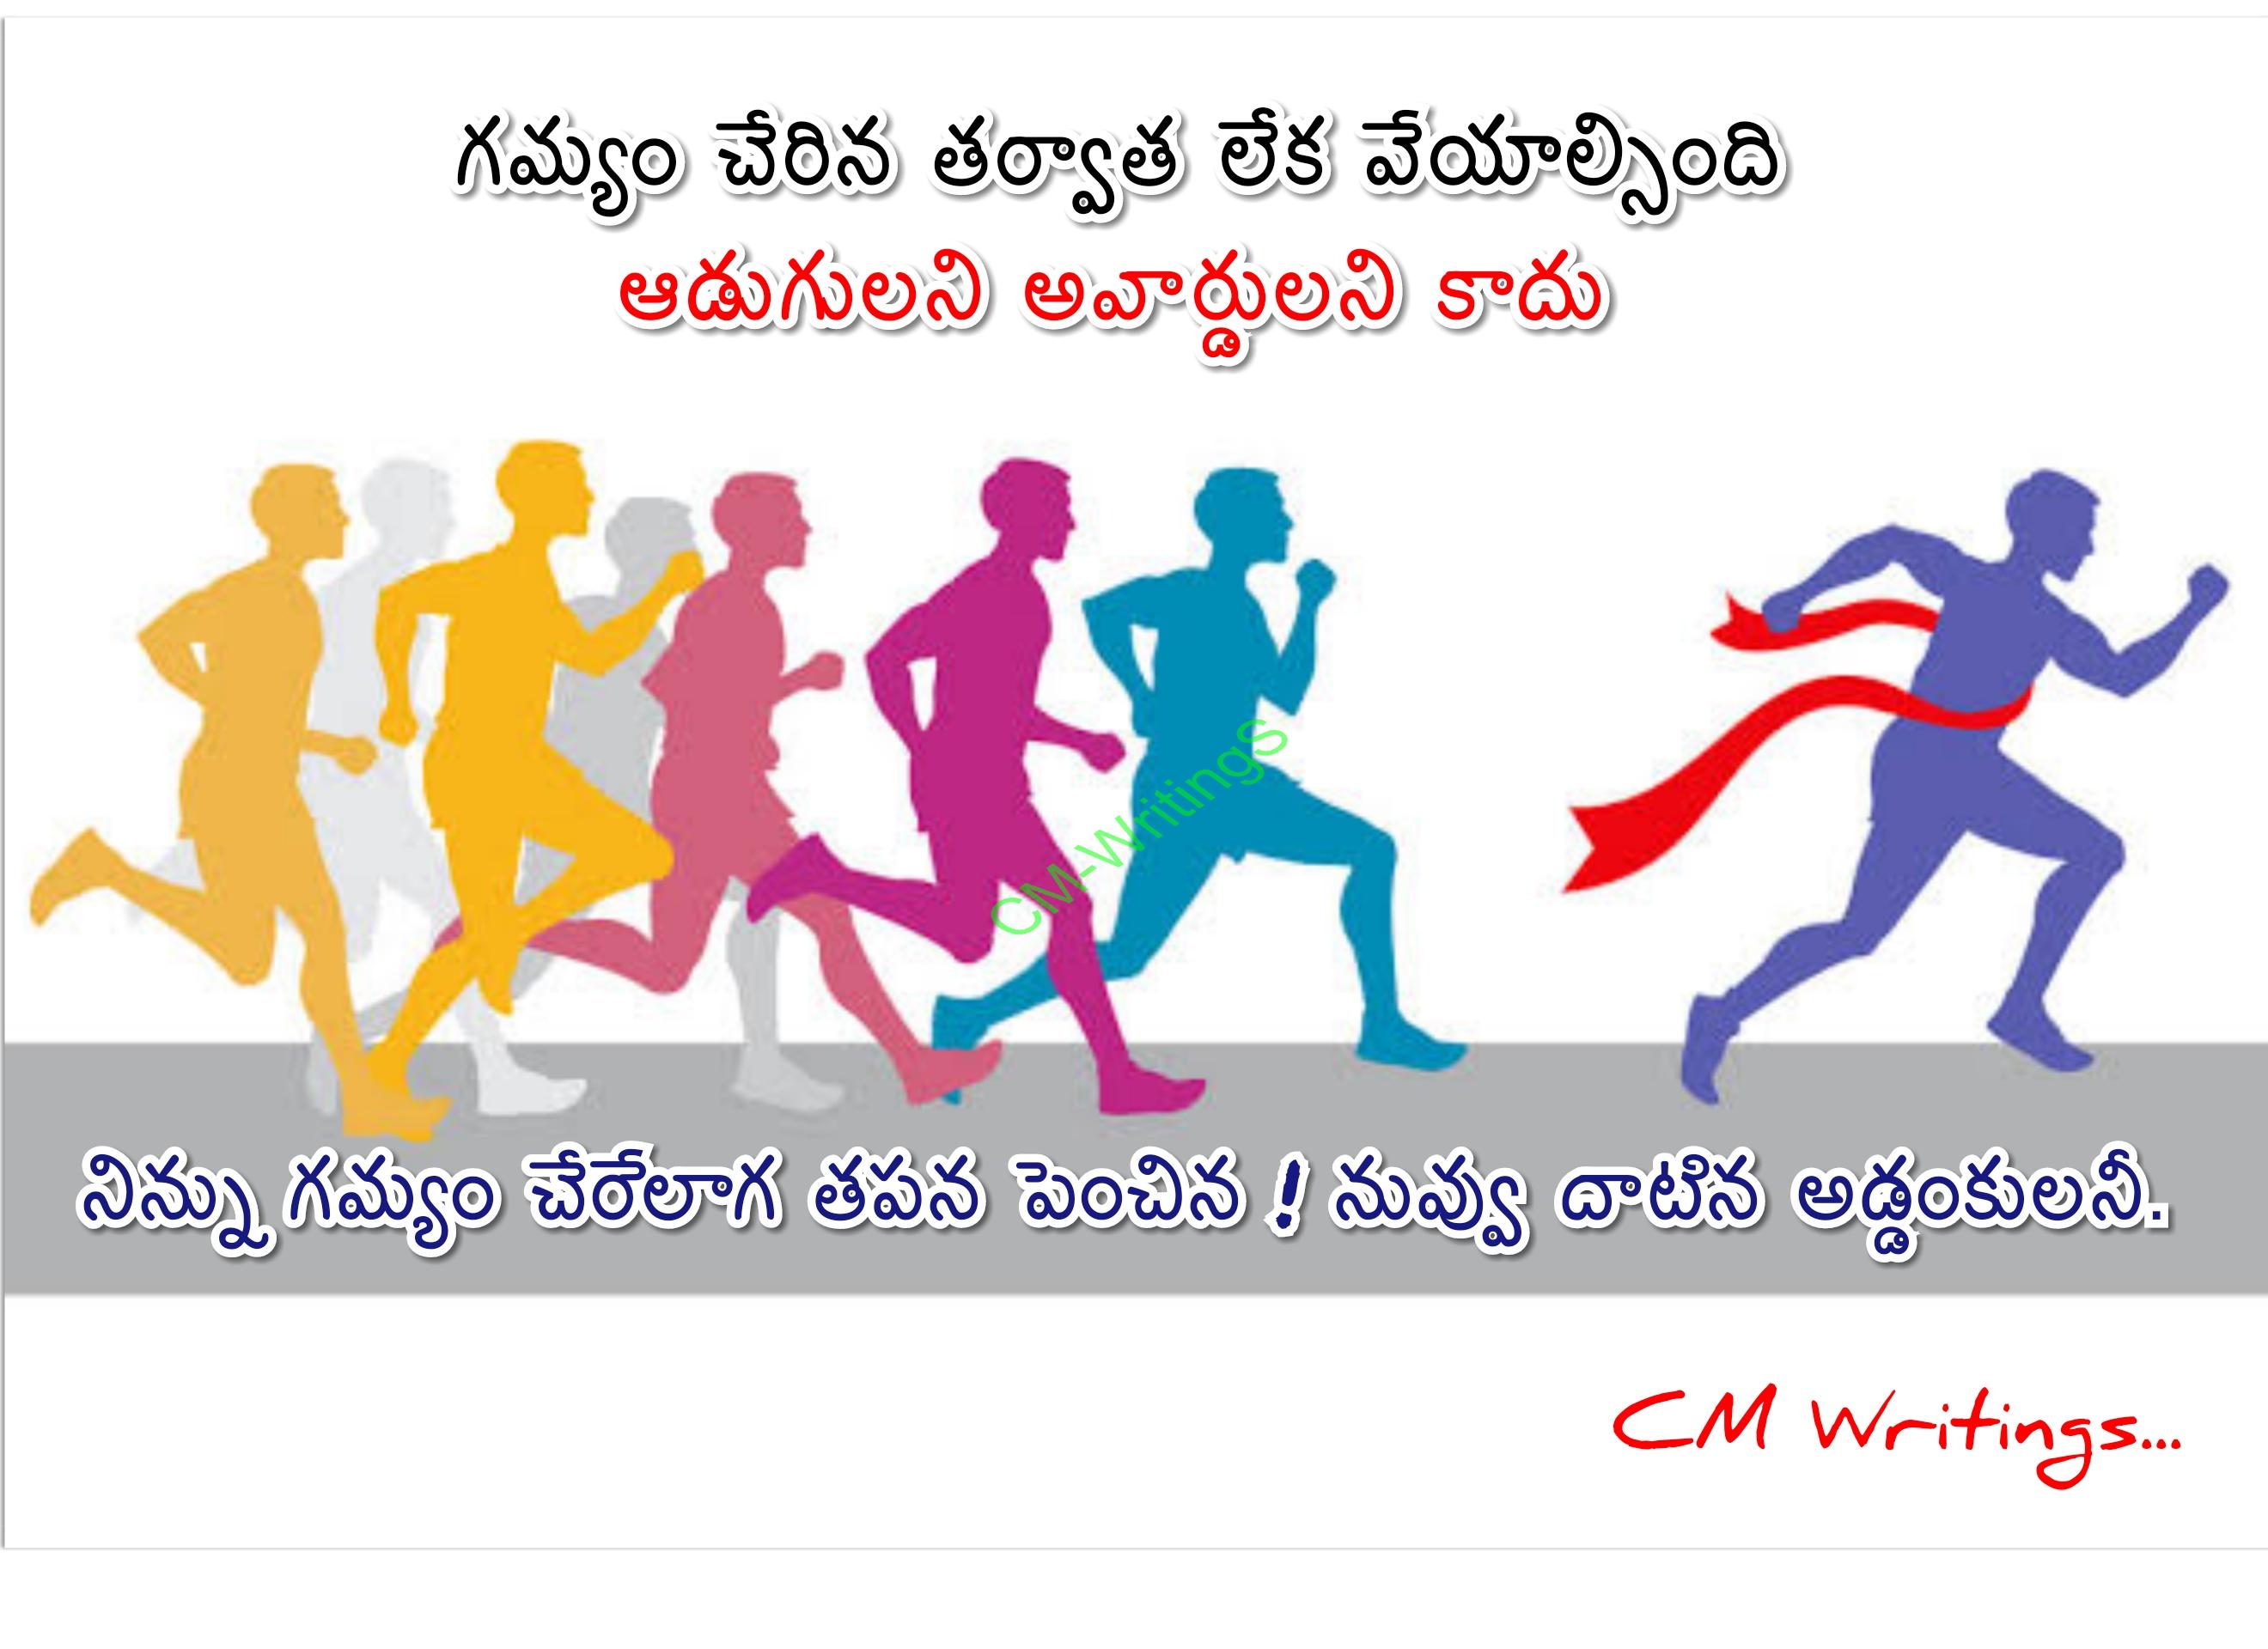 గమ్యం చేరిన తర్వాత లేక వేయాల్సింది
ఆడుగులని అవార్డులని కాదు
CM-WritingS
నిన్ను గమ్యం చేరేలాగ తపన పెంచిన ! నువ్వు దాటిన అడ్డంకులనీ.
CM Writings...